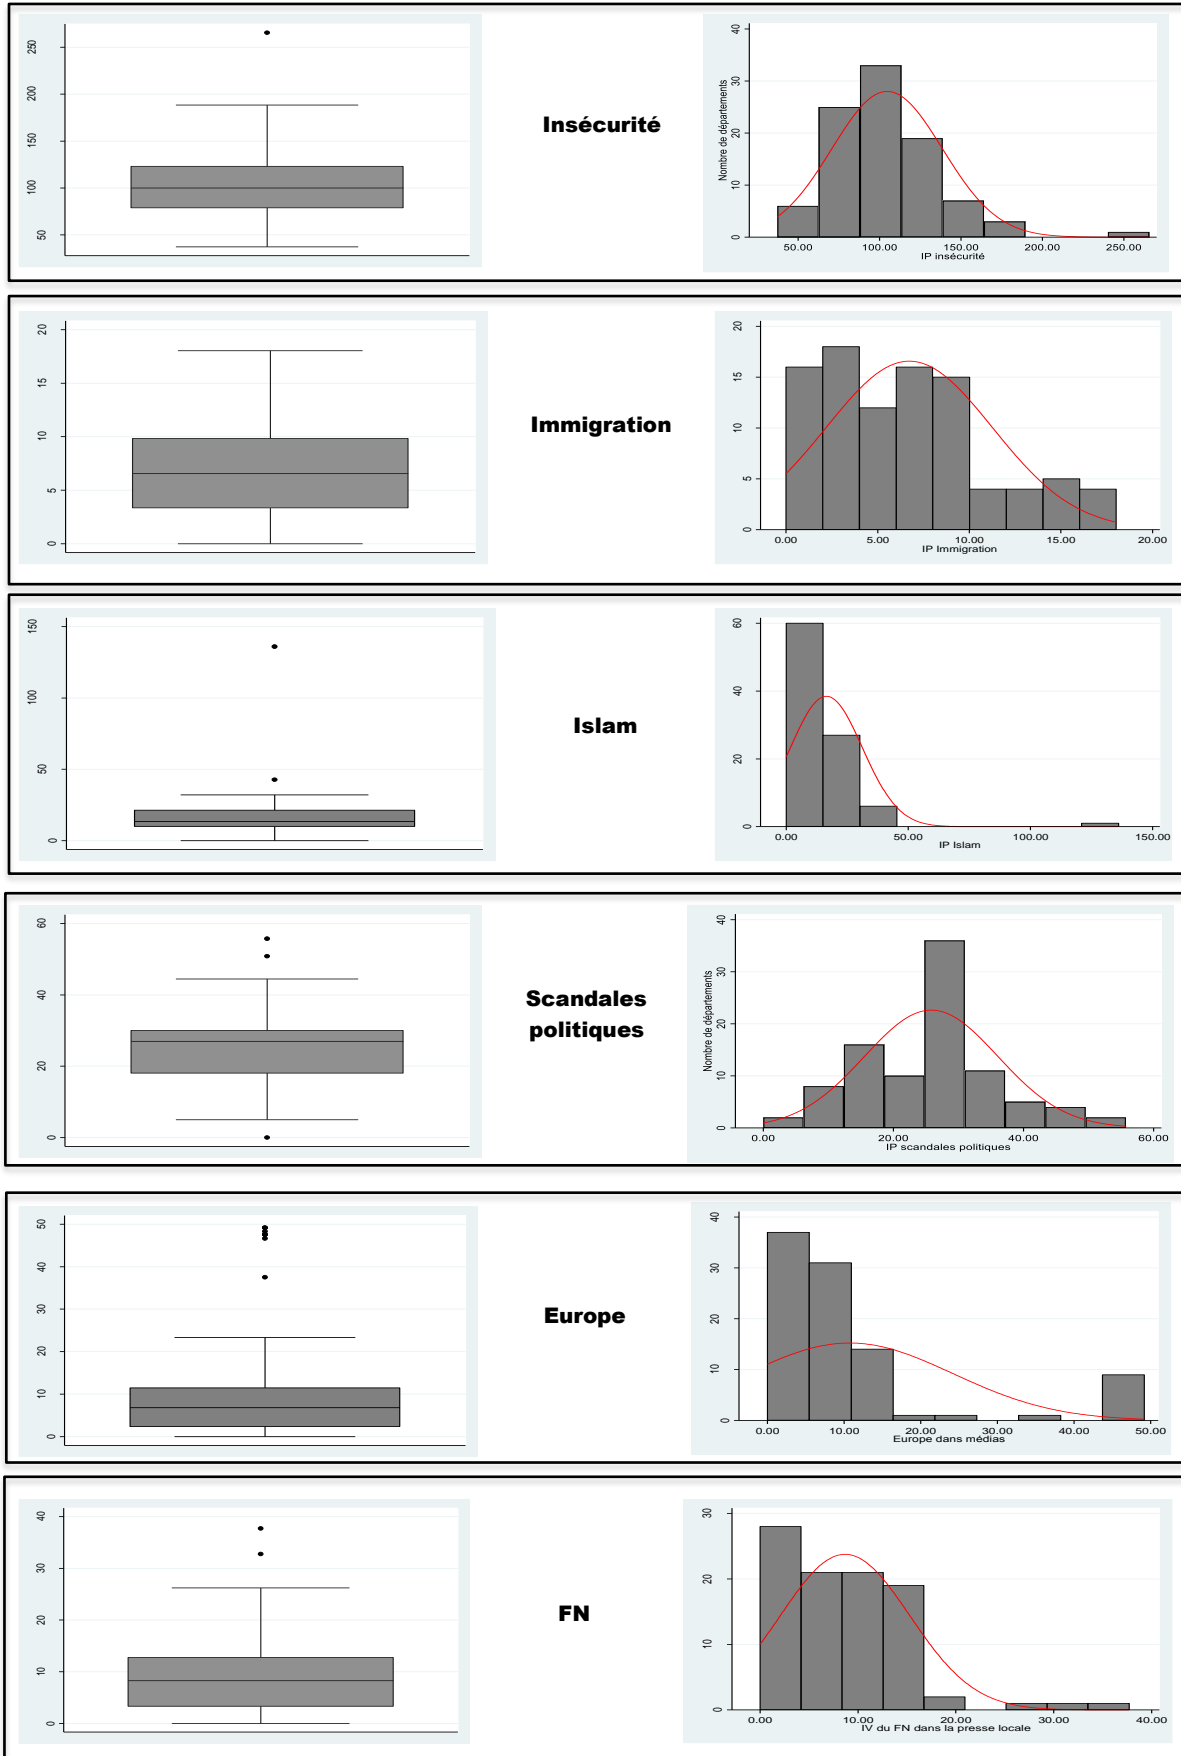 250
200
150
100
50
Insécurité
Nombre de départements
40
30
20
10
0
50.00 100.00 150.00 200.00 250.00
IP insécurité
20
15
10
5
0
Immigration
20
15
10
5
0
0.00 5.00 10.00 15.00 20.00
IP Immigration
150
100
50
0
Islam
60
40
20
0
0.00 50.00 100.00 150.00
IP Islam
60
40
20
0
Scandales
politiques
Nombre de départements
40
30
20
10
0
0.00 20.00 40.00 60.00
IP scandales politiques
50
40
30
20
10
0
Europe
40
30
20
10
0
0.00 10.00 20.00 30.00 40.00 50.00
Europe dans médias
40
30
20
10
0
FN
30
20
10
0
0.00 10.00 20.00 30.00 40.00
IV du FN dans la presse locale